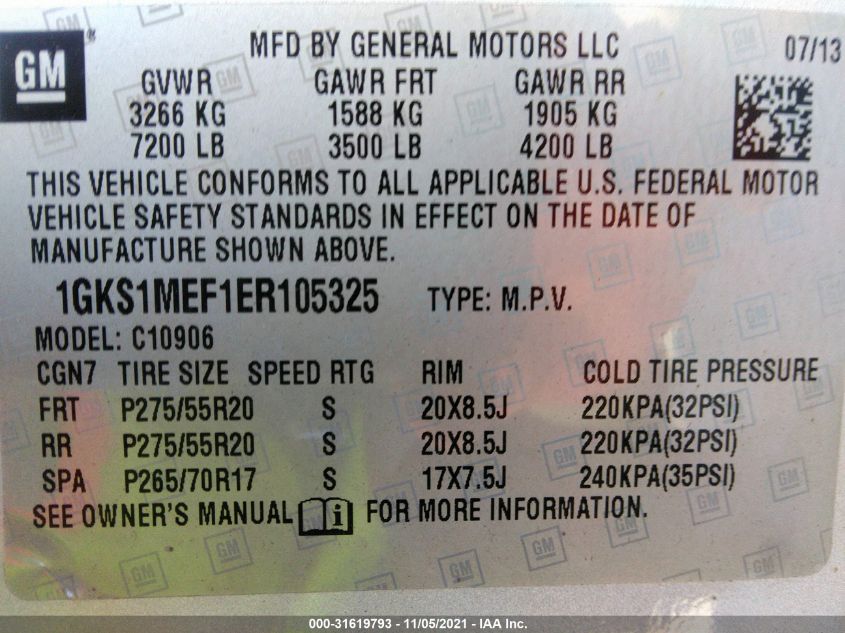 GM ® MFD BY GENERAL MOTORS LLC 07/13
GVWR GAWR FRT GAWR RR
3266 KG 1588 KG 1905 KG
7200 LB 3500 LB 4200 LB
THIS VEHICLE CONFORMS TO ALL APPLICABLE U.S. FEDERAL MOTOR
VEHICLE SAFETY STANDARDS IN EFFECT ON THE DATE OF
MANUFACTURE SHOWN ABOVE.
1GKS1MEF1ER105325 TYPE: M.P.V.
MODEL: C10906
CGN7 TIRE SIZE SPEED RTG RIM COLD TIRE PRESSURE
FRT P275/55R20 S 20X8.5J 220KPA(32PSI)
RR P275/55R20 S 20X8.5J 220KPA(32PSI)
SPA P265/70R17 S 17X7.5J 240KPA(35PSI)
SEE OWNER'S MANUAL i FOR MORE INFORMATION.
000-31619793 - 11/05/2021 - IAA Inc.